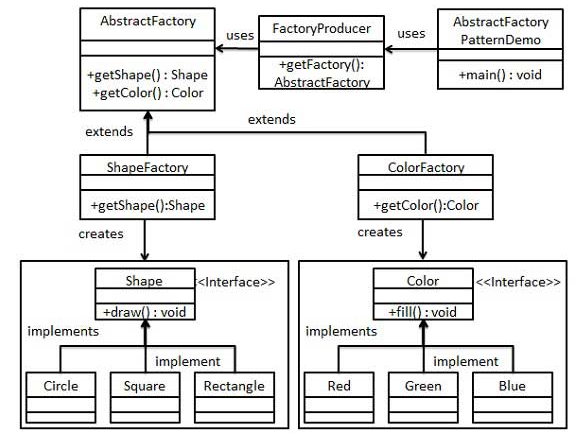 AbstractFactory
+getShape() : Shape
+getColor() : Color
uses
FactoryProducer
+getFactory():
AbstractFactory
uses
AbstractFactory
PatternDemo
+main() : void
extends
extends
ShapeFactory
+getShape():Shape
ColorFactory
+getColor():Color
creates
creates
Shape
<<Interface>>
+draw() : void
implements
implement
Circle
Square
Rectangle
Color
<<Interface>>
+fill() : void
implements
implement
Red
Green
Blue